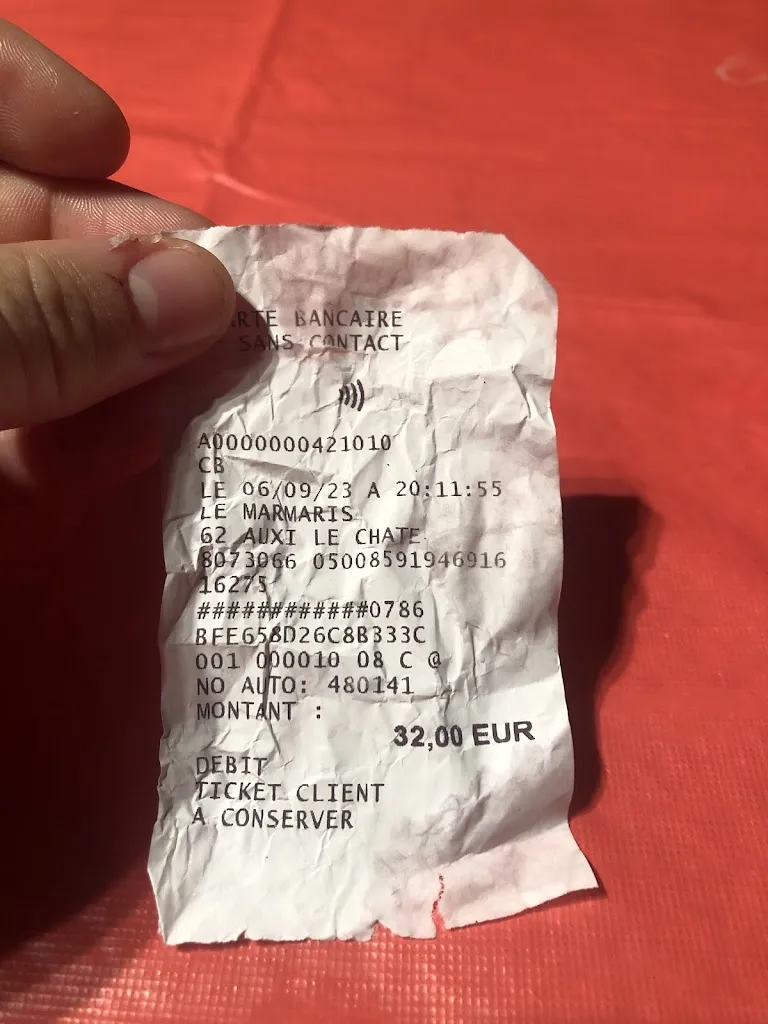 RTE BANCAIRE
SANS CONTACT
A0000000421010
CB
LE 06/09/23 A 20:11:55
LE MARMARIS
62 AUXI LE CHATE
8073066 05008591946916
16275
############0786
BFE658D26C8B333C
001 000010 08 C @
NO AUTO: 480141
MONTANT :
32,00 EUR
DEBIT
TICKET CLIENT
A CONSERVER